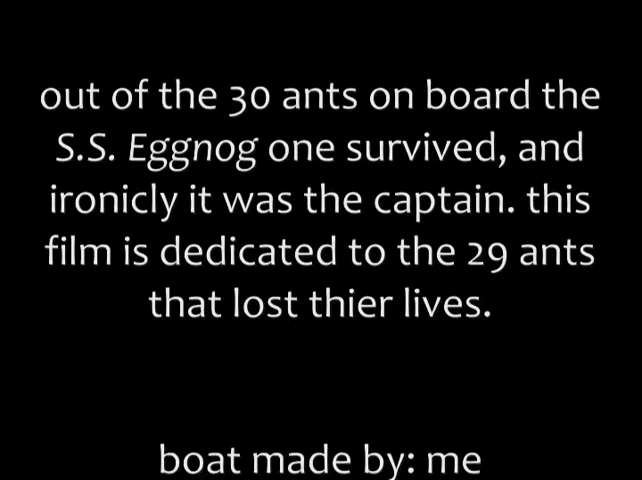 out of the 30 ants on board the
S.S. Eggnog one survived, and
ironicly it was the captain. this
film is dedicated to the 29 ants
that lost thier lives.
boat made by: me